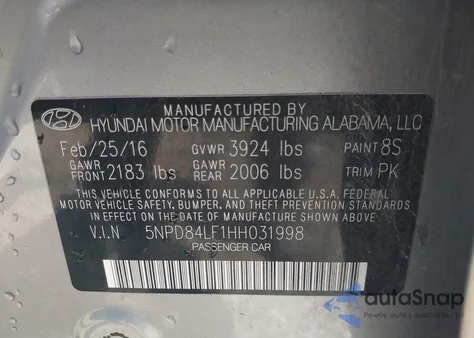 MANUFACTURED BY
HYUNDAI MOTOR MANUFACTURING ALABAMA, LLC
Feb/25/16 GVWR 3924 lbs PAINT 8S
GAWR FRONT 2183 lbs GAWR REAR 2006 lbs TRIM PK
THIS VEHICLE CONFORMS TO ALL APPLICABLE U.S.A. FEDERAL
MOTOR VEHICLE SAFETY, BUMPER, AND THEFT PREVENTION
STANDARDS IN EFFECT ON THE DATE OF MANUFACTURE SHOWN ABOVE.
V.I.N 5NPD84LF1HH031998
PASSENGER CAR
autoSnap